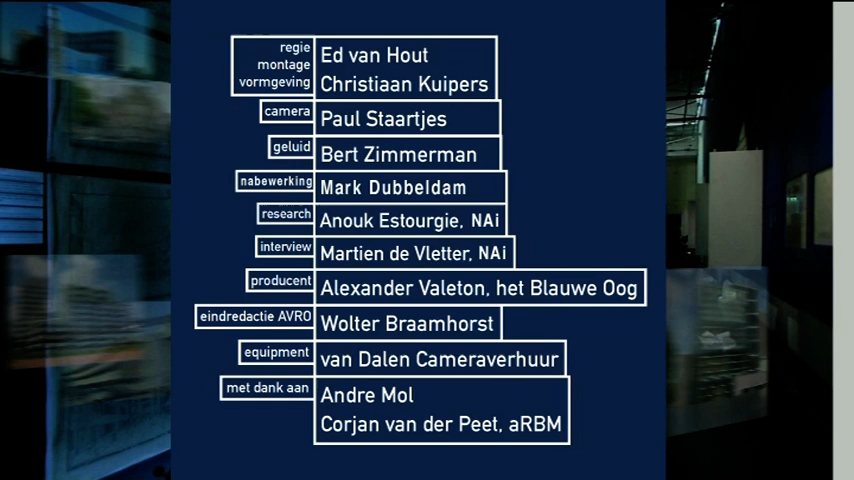 regie
montage
vormgeving
Ed van Hout
Christiaan Kuipers
camera
Paul Staartjes
geluid
Bert Zimmerman
nabewerking
Mark Dubbeldam
research
Anouk Estourgie, NAi
interview
Martien de Vletter, NAi
producent
Alexander Valeton, het Blauwe Oog
eindredactie AVRO
Wolter Braamhorst
equipment
van Dalen Cameraverhuur
met dank aan
Andre Mol
Corjan van der Peet, aRBM